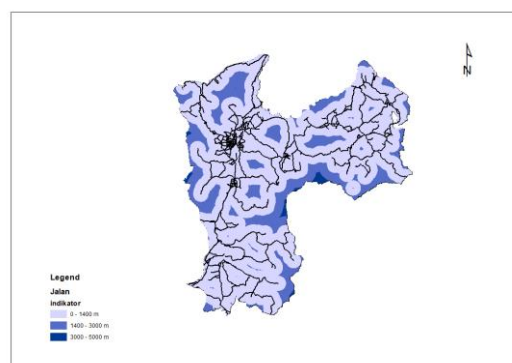 N
Legend
Jalan
indikator
0 - 1400 m
1400 - 3000 m
3000 - 5000 m